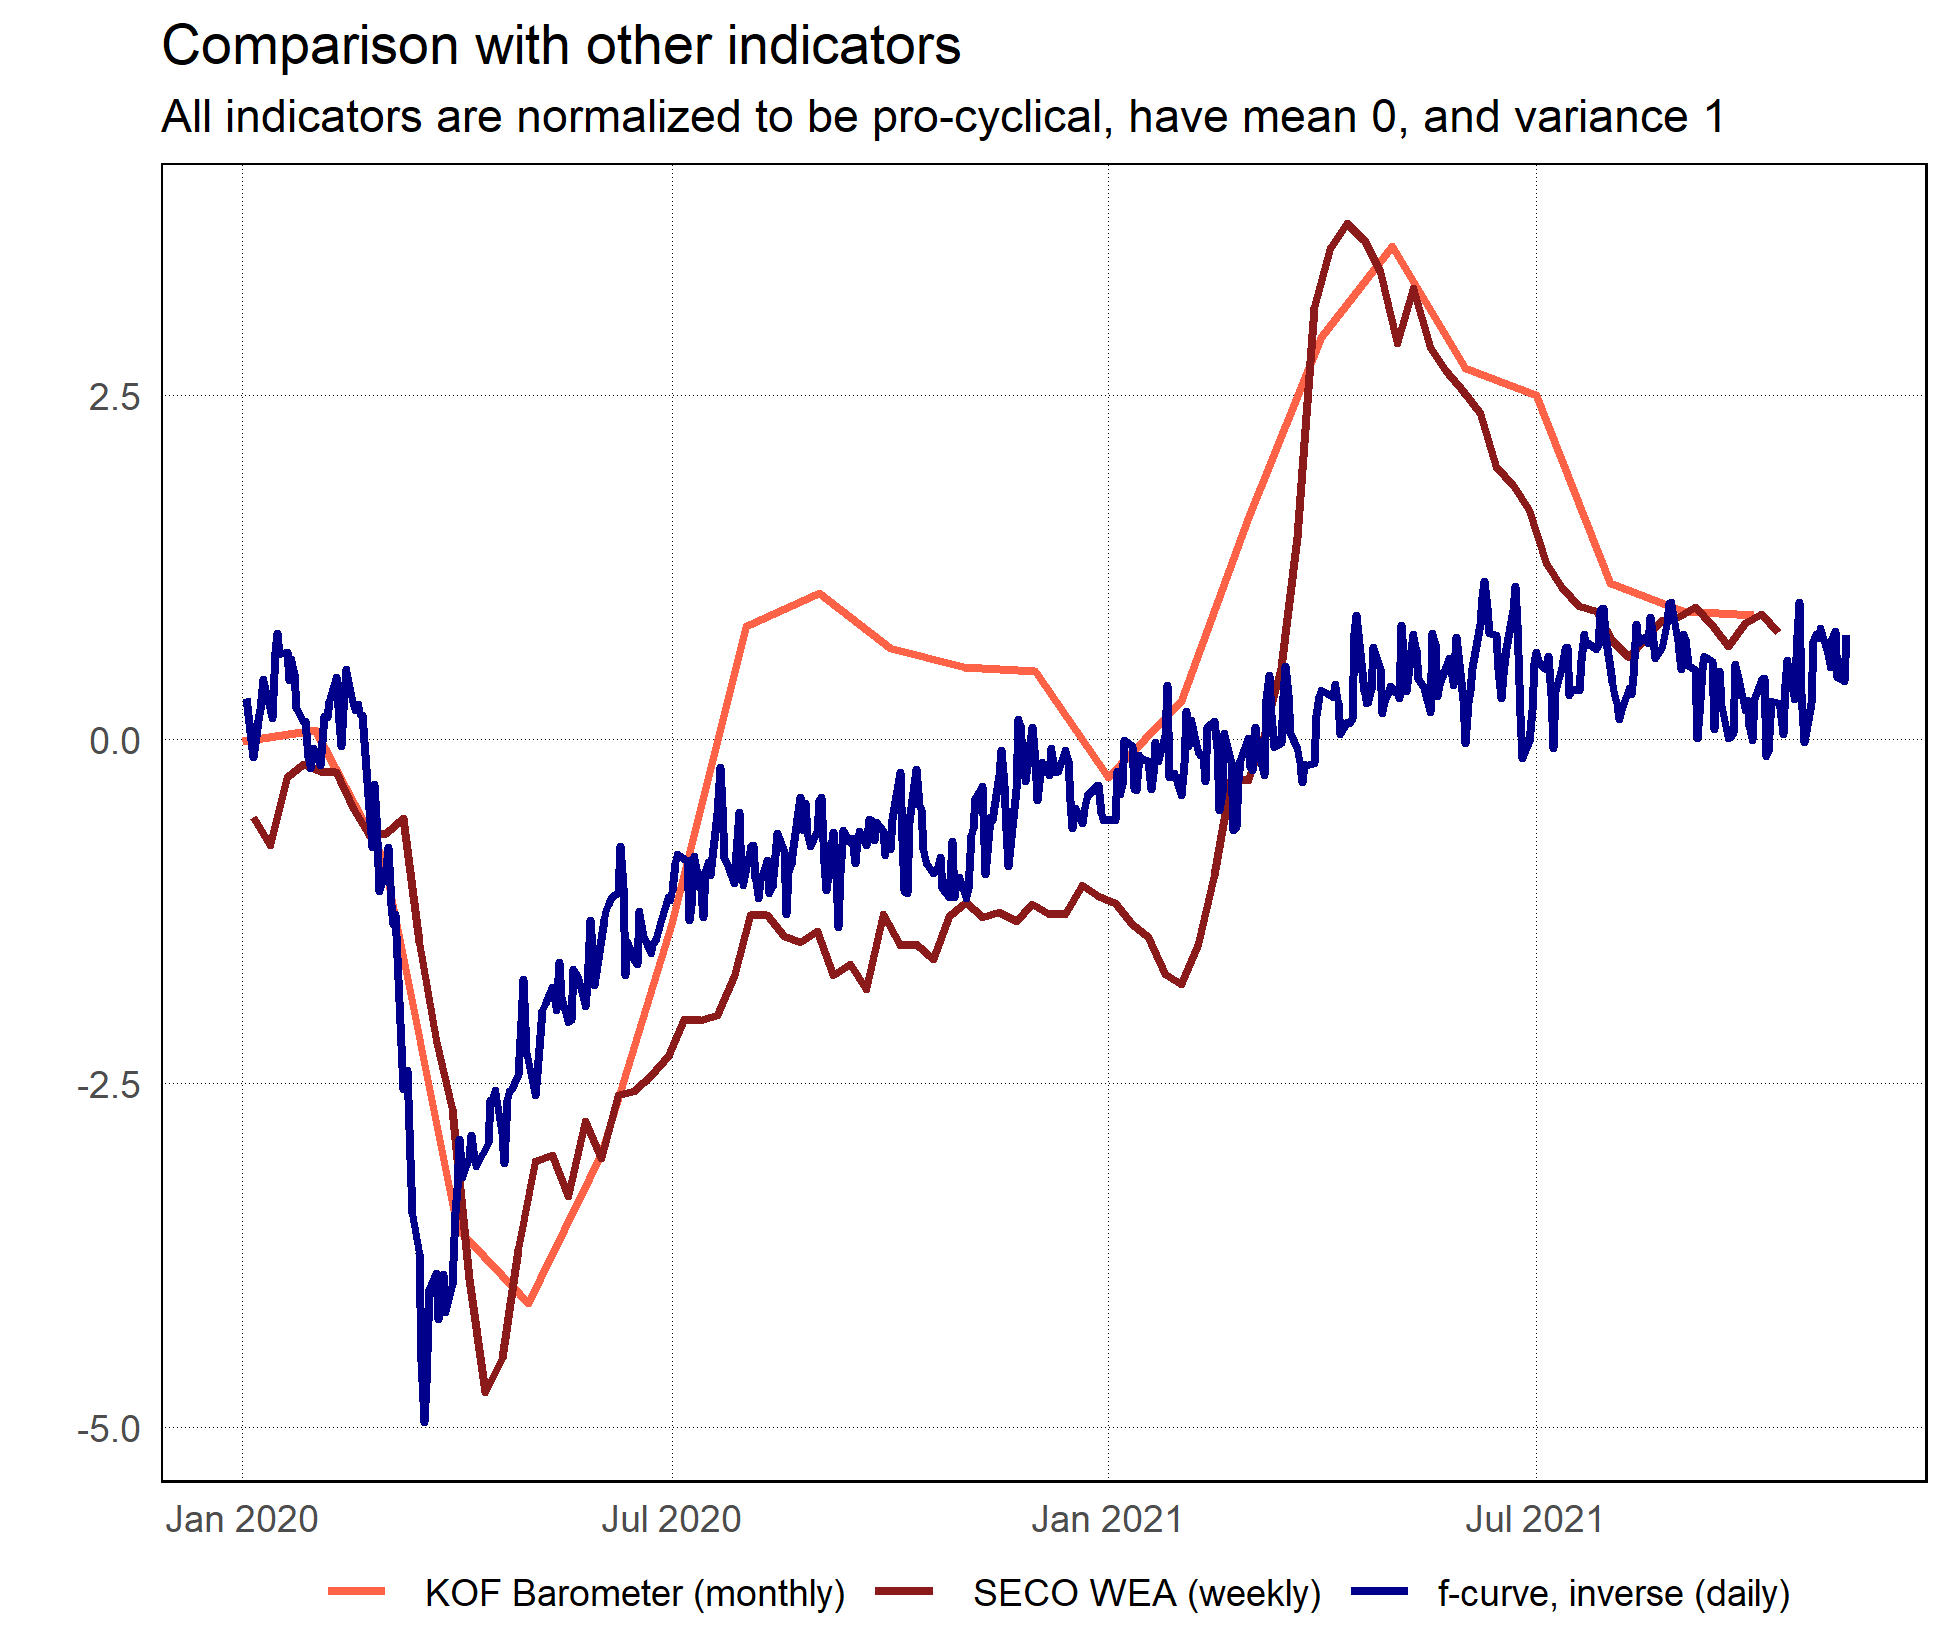 Comparison with other indicators
All indicators are normalized to be pro-cyclical, have mean 0, and variance 1
2.5
0.0
-2.5
-5.0
Jan 2020 Jul 2020 Jan 2021 Jul 2021
KOF Barometer (monthly) SECO WEA (weekly) f-curve, inverse (daily)